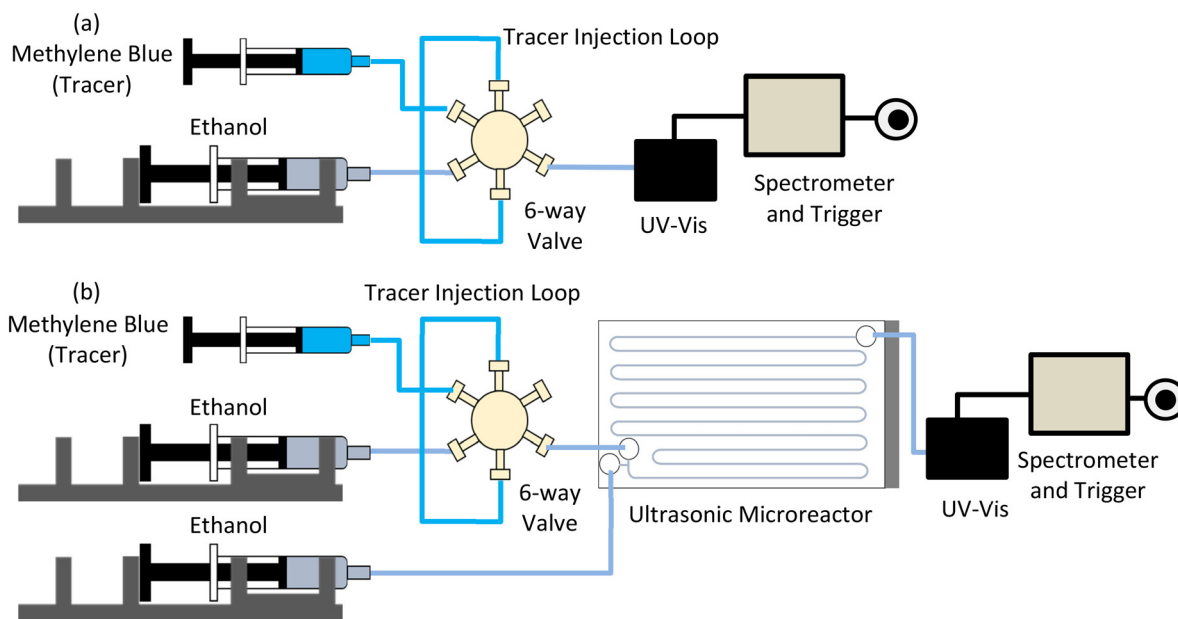 (a)
Methylene Blue
(Tracer)
Tracer Injection Loop
Ethanol
6-way
Valve
UV-Vis
Spectrometer
and Trigger
(b)
Methylene Blue
(Tracer)
Tracer Injection Loop
Ethanol
6-way
Valve
Ethanol
Ultrasonic Microreactor
UV-Vis
Spectrometer
and Trigger